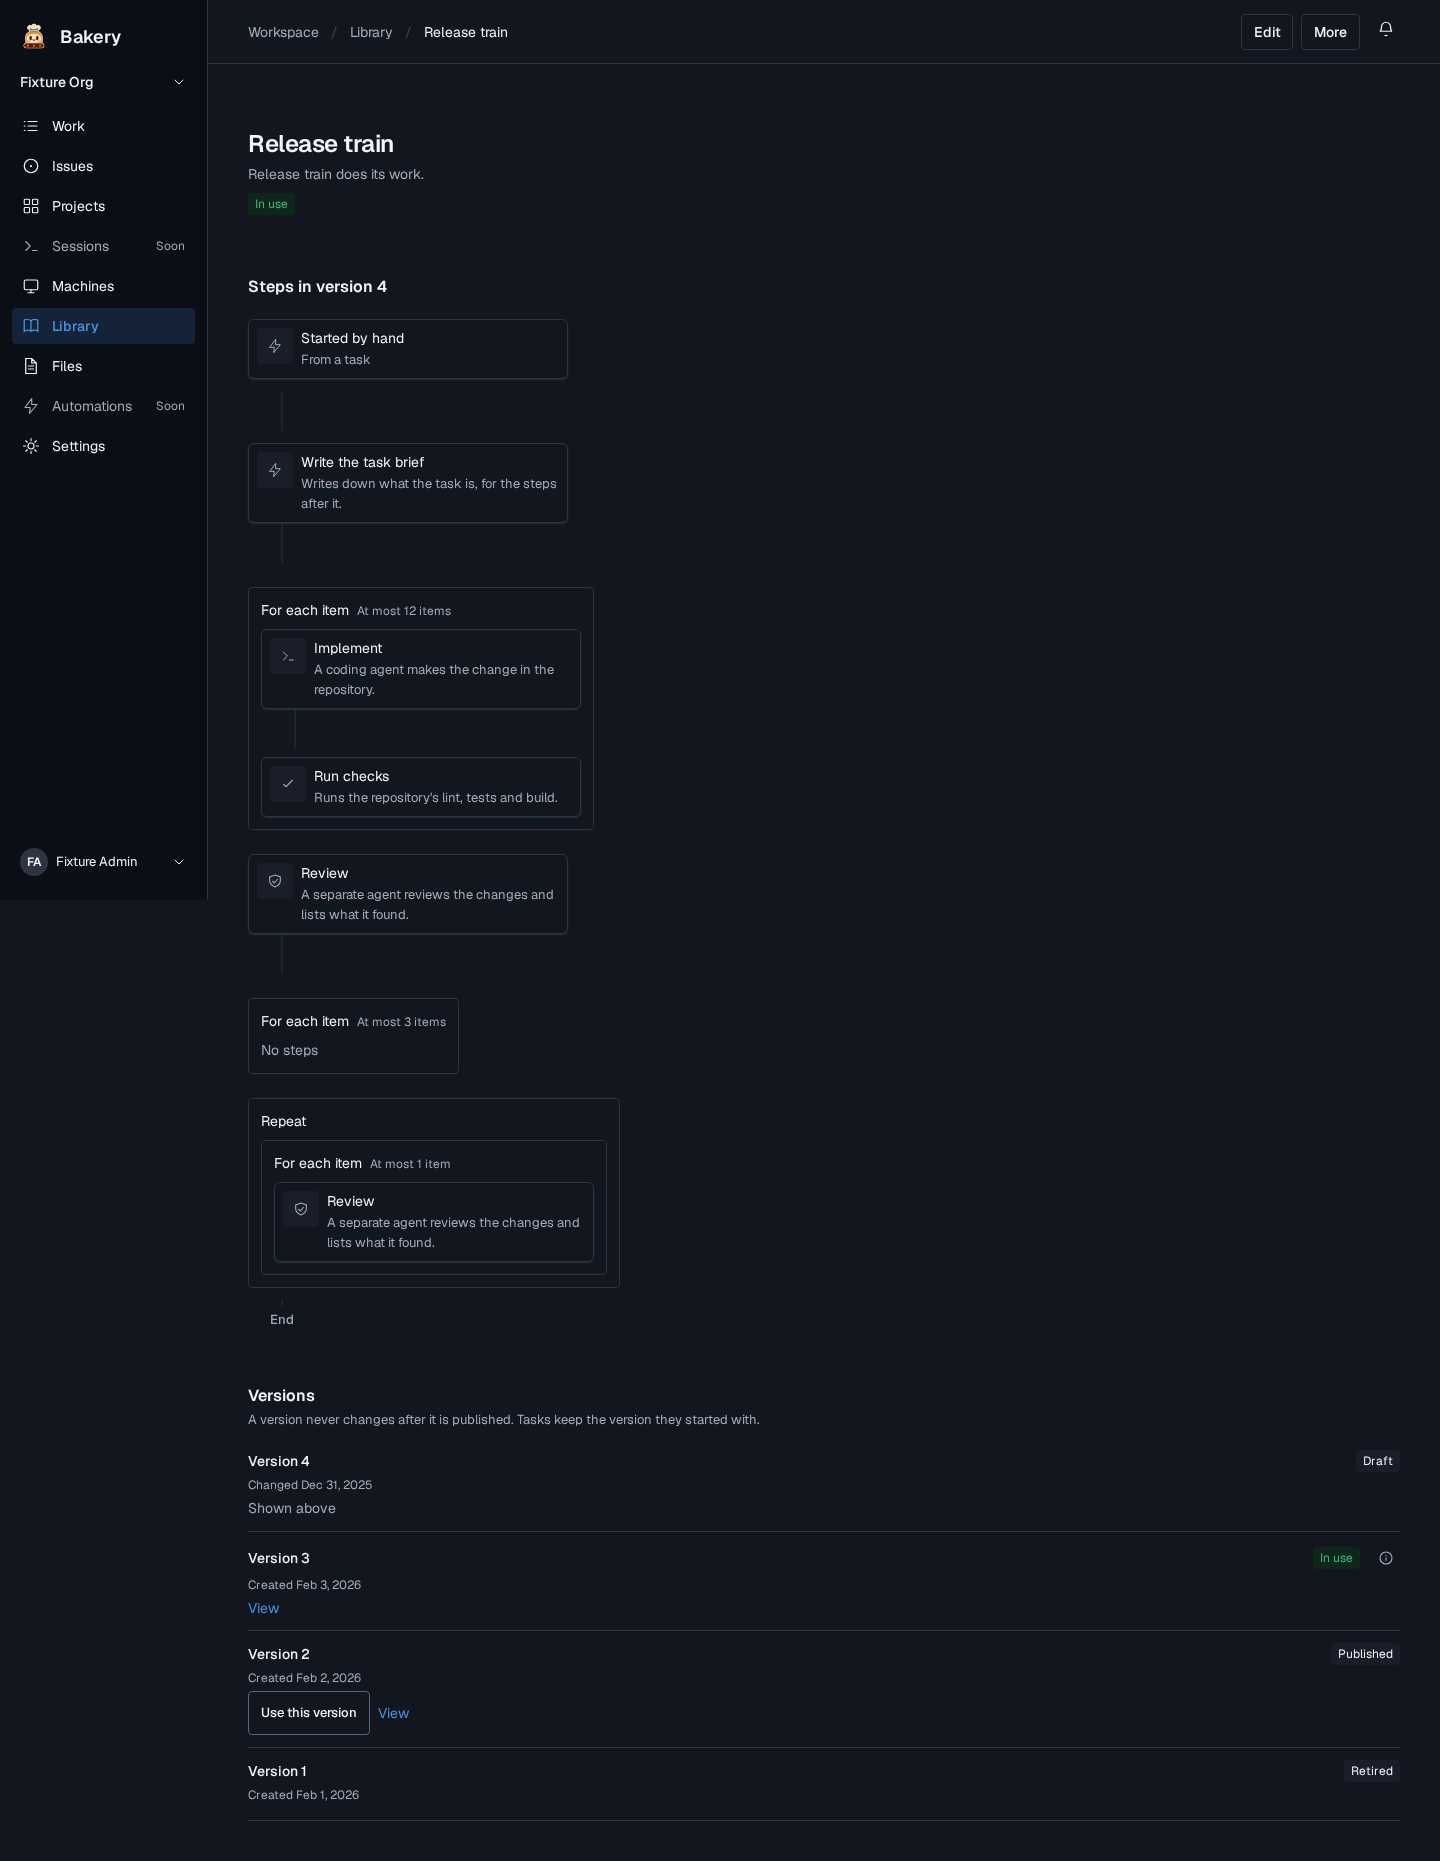 Bakery
Fixture Org
Work
Issues
Projects
Sessions Soon
Machines
Library
Files
Automations Soon
Settings
FA Fixture Admin
Workspace / Library / Release train
Edit More
Release train
Release train does its work.
In use
Steps in version 4
Started by hand
From a task
Write the task brief
Writes down what the task is, for the steps
after it.
For each item At most 12 items
Implement
A coding agent makes the change in the
repository.
Run checks
Runs the repository's lint, tests and build.
Review
A separate agent reviews the changes and
lists what it found.
For each item At most 3 items
No steps
Repeat
For each item At most 1 item
Review
A separate agent reviews the changes and
lists what it found.
End
Versions
A version never changes after it is published. Tasks keep the version they started with.
Version 4 Draft
Changed Dec 31, 2025
Shown above
Version 3 In use
Created Feb 3, 2026
View
Version 2 Published
Created Feb 2, 2026
Use this version View
Version 1 Retired
Created Feb 1, 2026